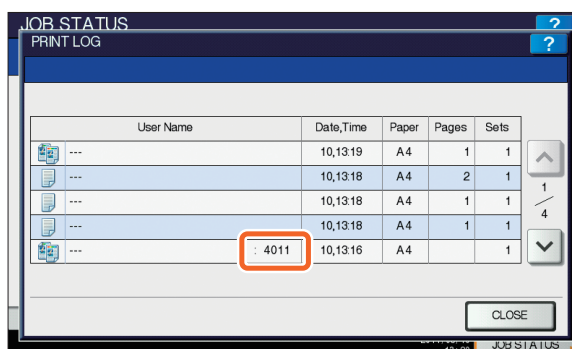 JOB STATUS ?
PRINT LOG ?
User Name Date,Time Paper Pages Sets
--- 10,13:19 A4 1 1
--- 10,13:18 A4 2 1
--- 10,13:18 A4 1 1
--- 10,13:18 A4 1 1
--- : 4011 10,13:16 A4 1
1
4
CLOSE
JOB STATUS